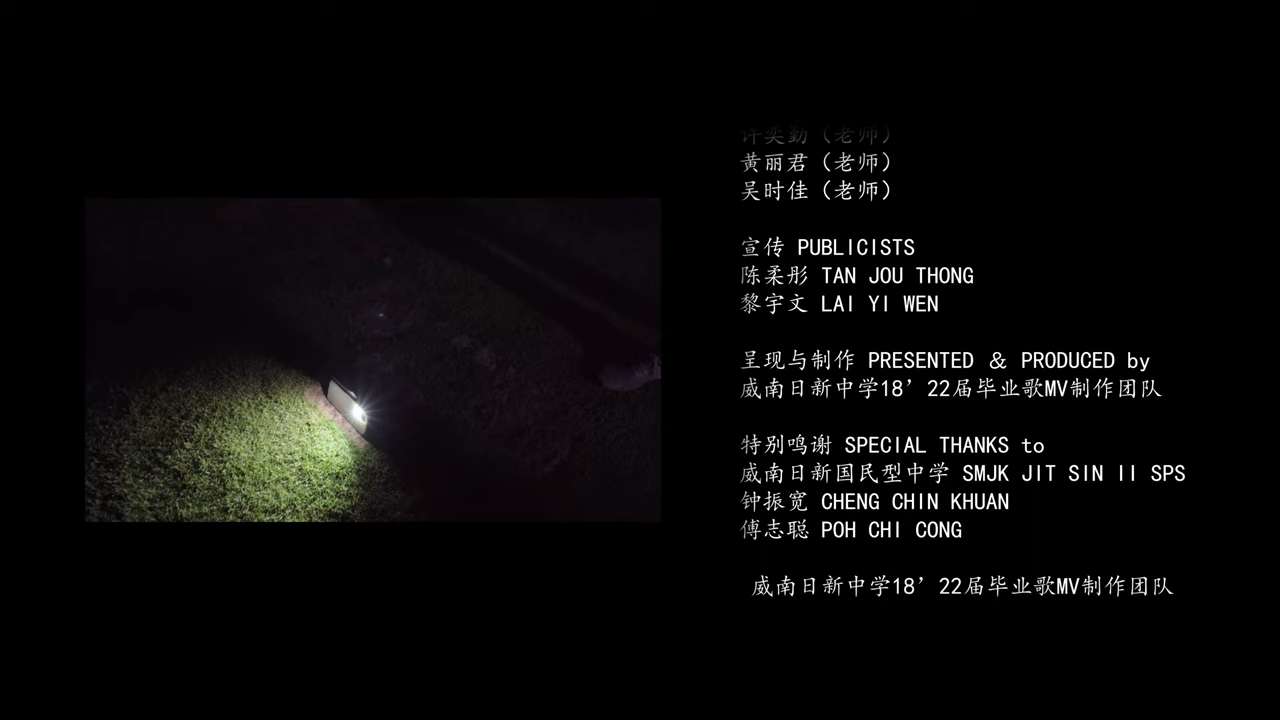 许奕勤（老师）
黄丽君（老师）
吴时佳（老师）
宣传 PUBLICISTS
陈柔彤 TAN JOU THONG
黎宇文 LAI YI WEN
呈现与制作 PRESENTED & PRODUCED by
威南日新中学18’22届毕业歌MV制作团队
特别鸣谢 SPECIAL THANKS to
威南日新国民型中学 SMJK JIT SIN II SPS
钟振宽 CHENG CHIN KHUAN
傅志聪 POH CHI CONG
威南日新中学18’22届毕业歌MV制作团队